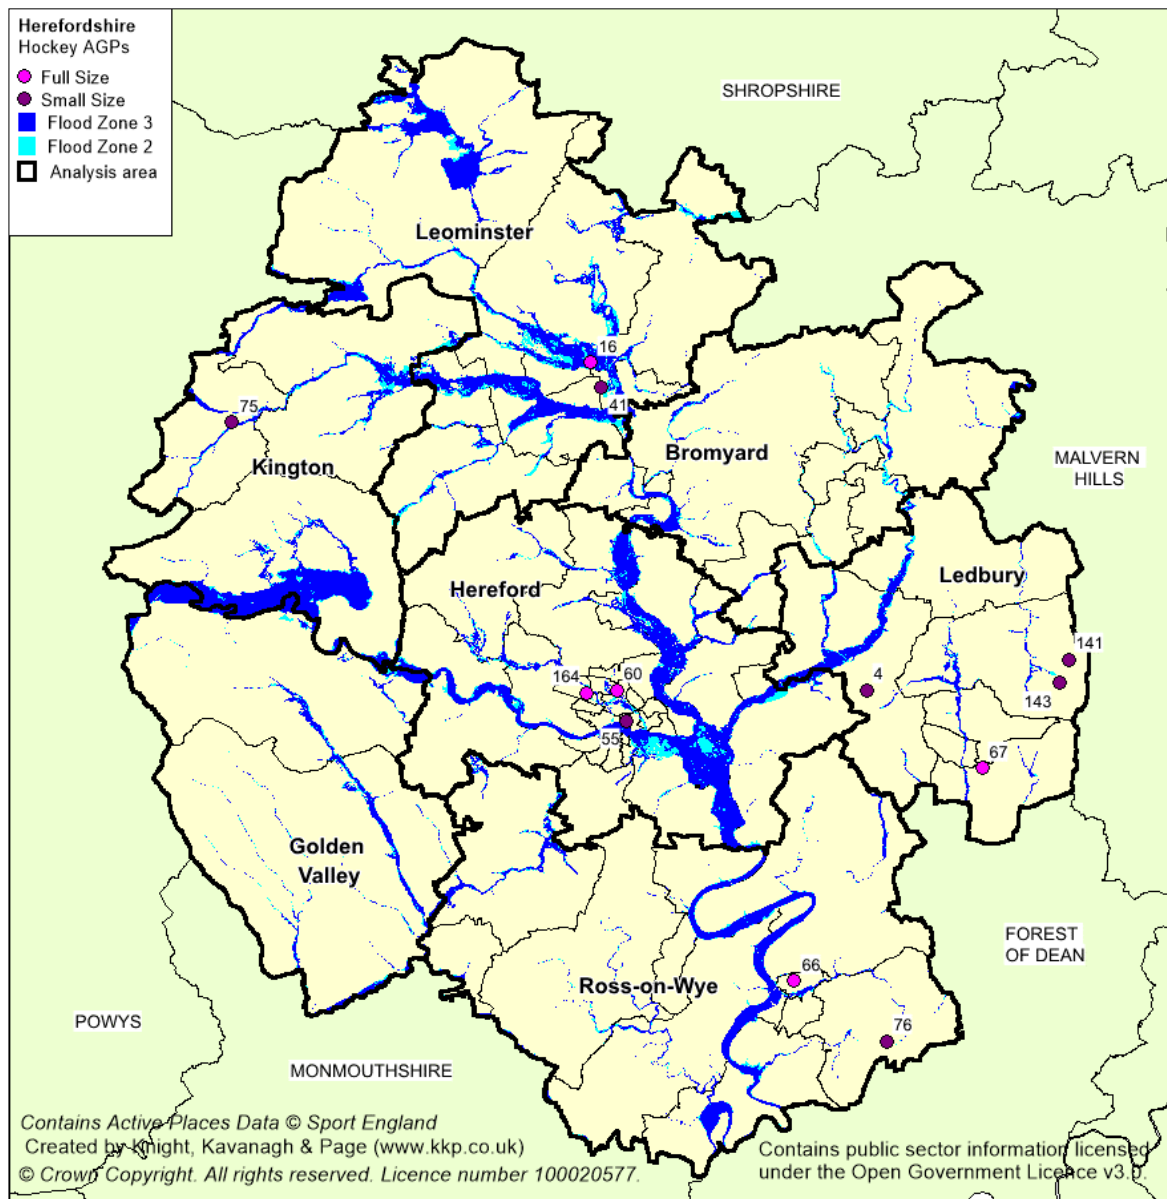 Herefordshire
Hockey AGPs
Full Size
Small Size
Flood Zone 3
Flood Zone 2
Analysis area
SHROPSHIRE
Leominster
16
41
75
Kington
Bromyard
MALVERN
HILLS
Hereford
Ledbury
141
164
60
4
143
55
67
Golden
Valley
FOREST
OF DEAN
66
Ross-on-Wye
POWYS
76
MONMOUTHSHIRE
Contains Active Places Data © Sport England
Created by Knight, Kavanagh & Page (www.kkp.co.uk)
© Crown Copyright. All rights reserved. Licence number 100020577.
Contains public sector information licensed
under the Open Government Licence v3.0.